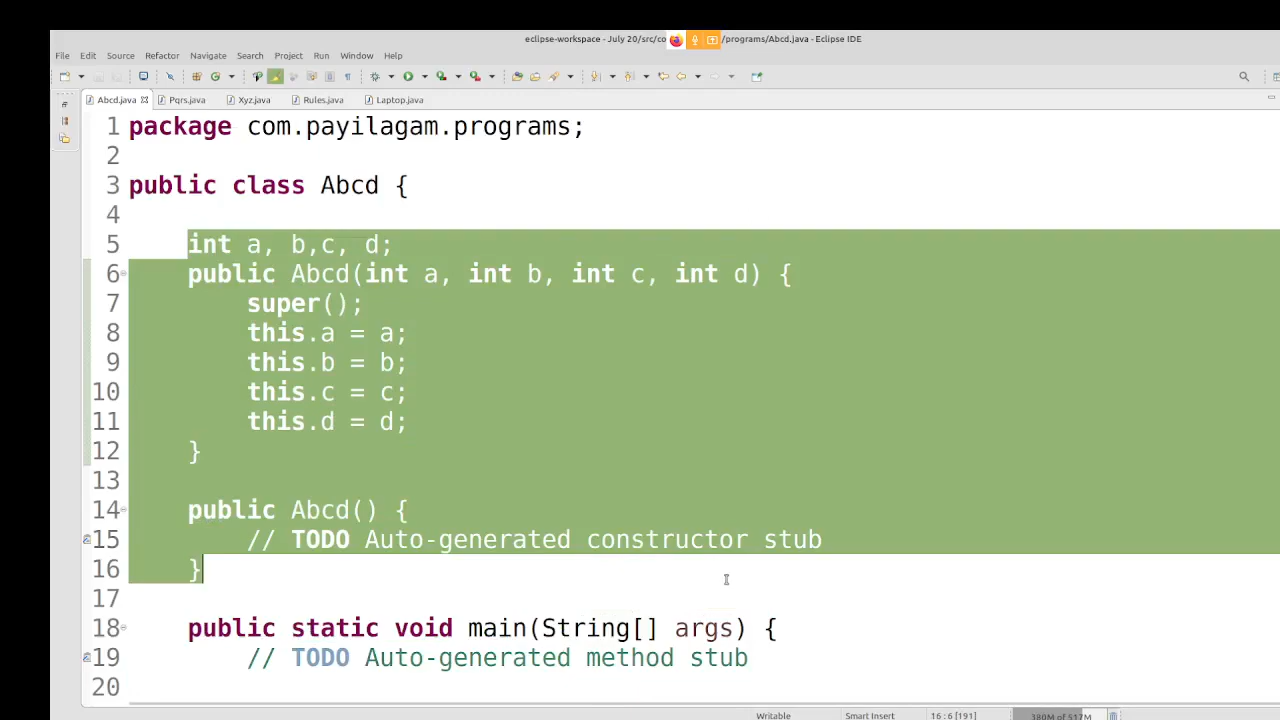 eclipse-workspace - July 20/src/co /programs/Abcd.java - Eclipse IDE
File Edit Source Refactor Navigate Search Project Run Window Help
Abcd.java Pqrs.java Xyz.java Rules.java Laptop.java
1 package com.payilagam.programs;
2
3 public class Abcd {
4
5 int a, b,c, d;
6 public Abcd(int a, int b, int c, int d) {
7 super();
8 this.a = a;
9 this.b = b;
10 this.c = c;
11 this.d = d;
12 }
13
14 public Abcd() {
15 // TODO Auto-generated constructor stub
16 }
17
18 public static void main(String[] args) {
19 // TODO Auto-generated method stub
20
Writable Smart Insert 16 : 6 [191] 380M of 517M